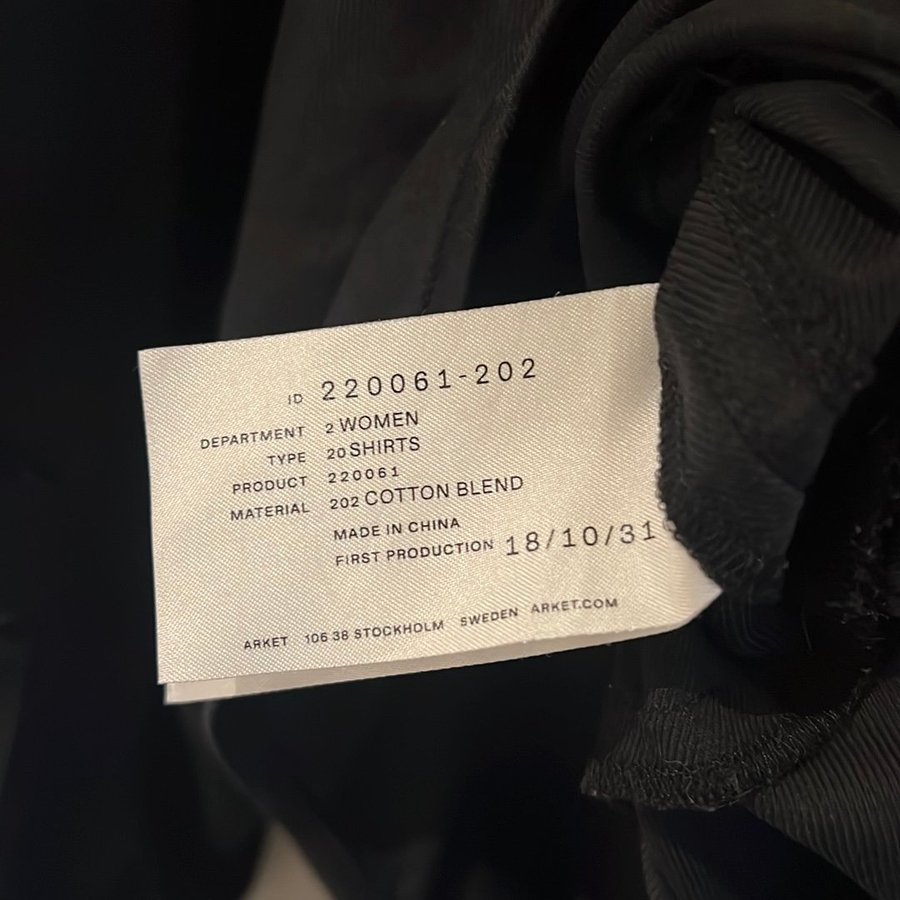 ID 220061-202
DEPARTMENT 2 WOMEN
TYPE 20 SHIRTS
PRODUCT 220061
MATERIAL 202 COTTON BLEND
MADE IN CHINA
FIRST PRODUCTION 18/10/31
ARKET 106 38 STOCKHOLM SWEDEN ARKET.COM